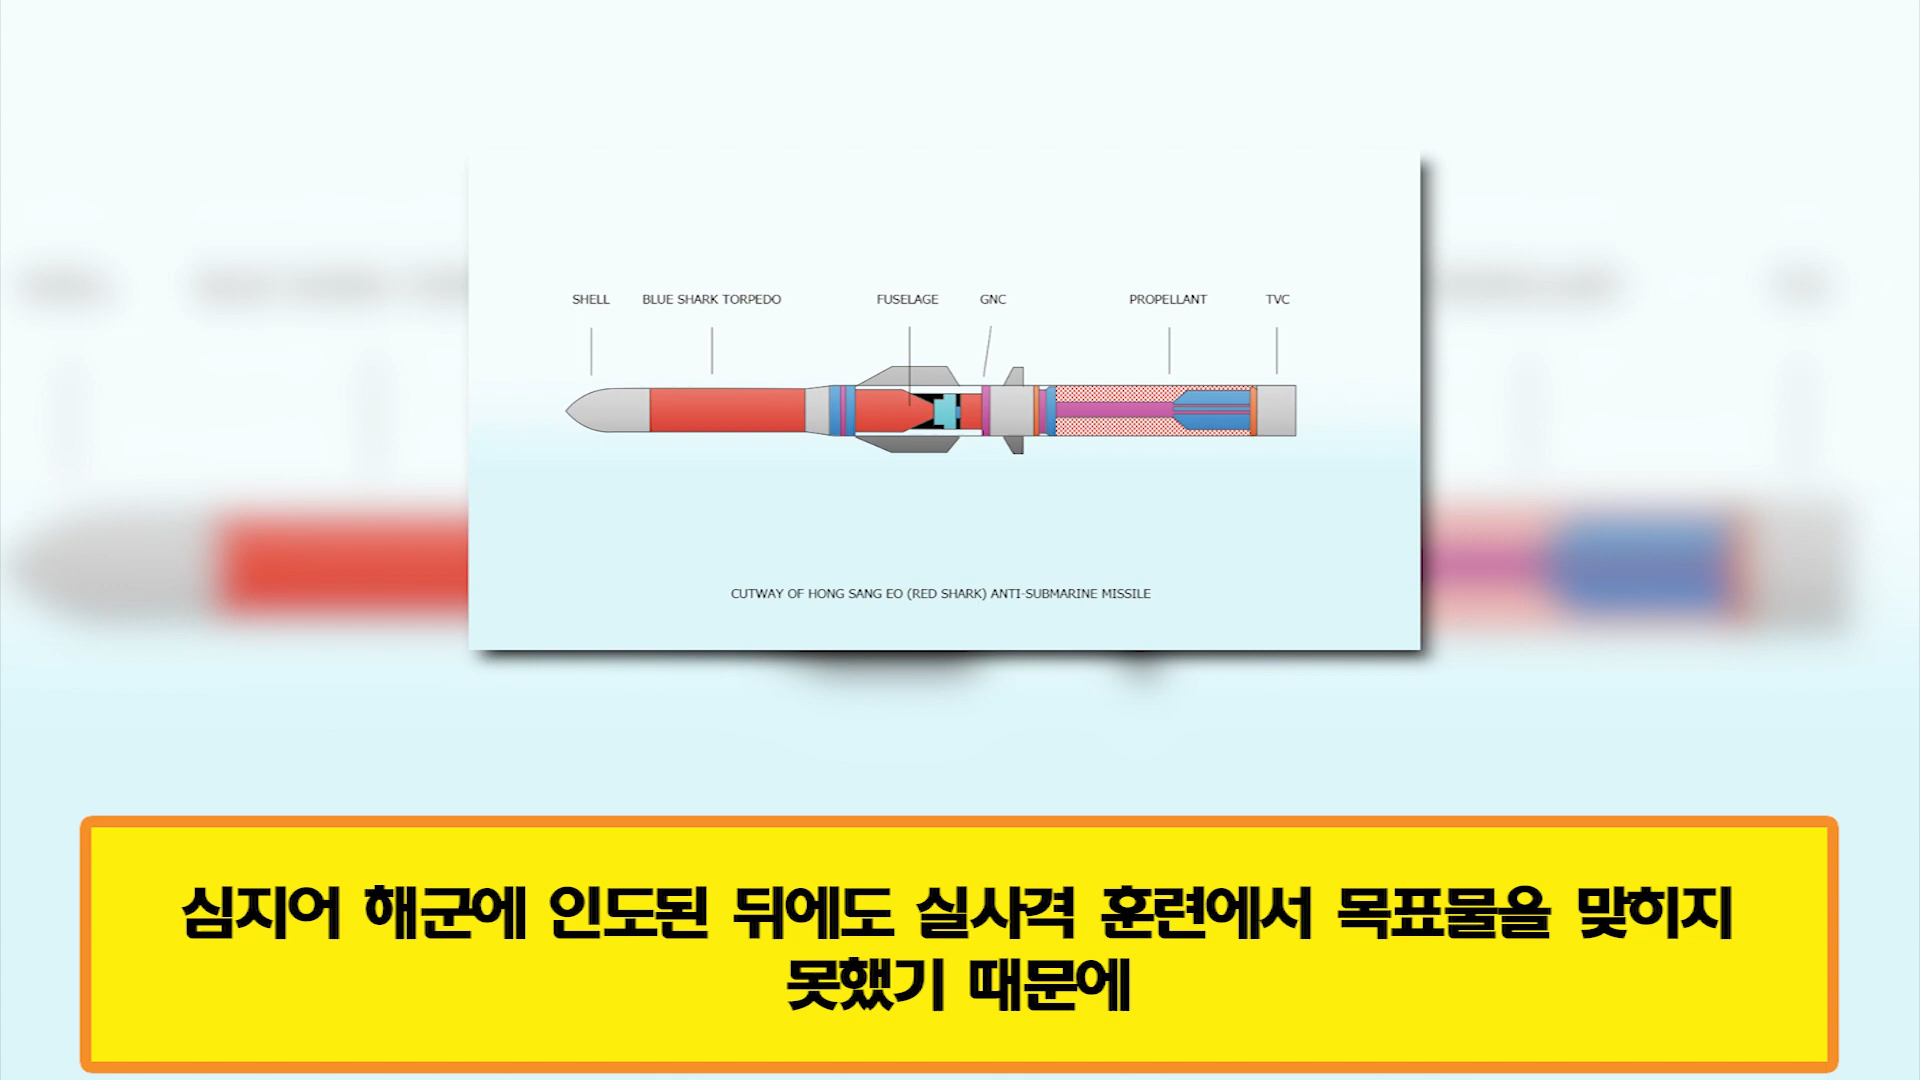 SHELL BLUE SHARK TORPEDO FUSELAGE GNC PROPELLANT TVC
CUTWAY OF HONG SANG EO (RED SHARK) ANTI-SUBMARINE MISSILE
심지어 해군에 인도된 뒤에도 실사격 훈련에서 목표물을 맞히지
못했기 때문에